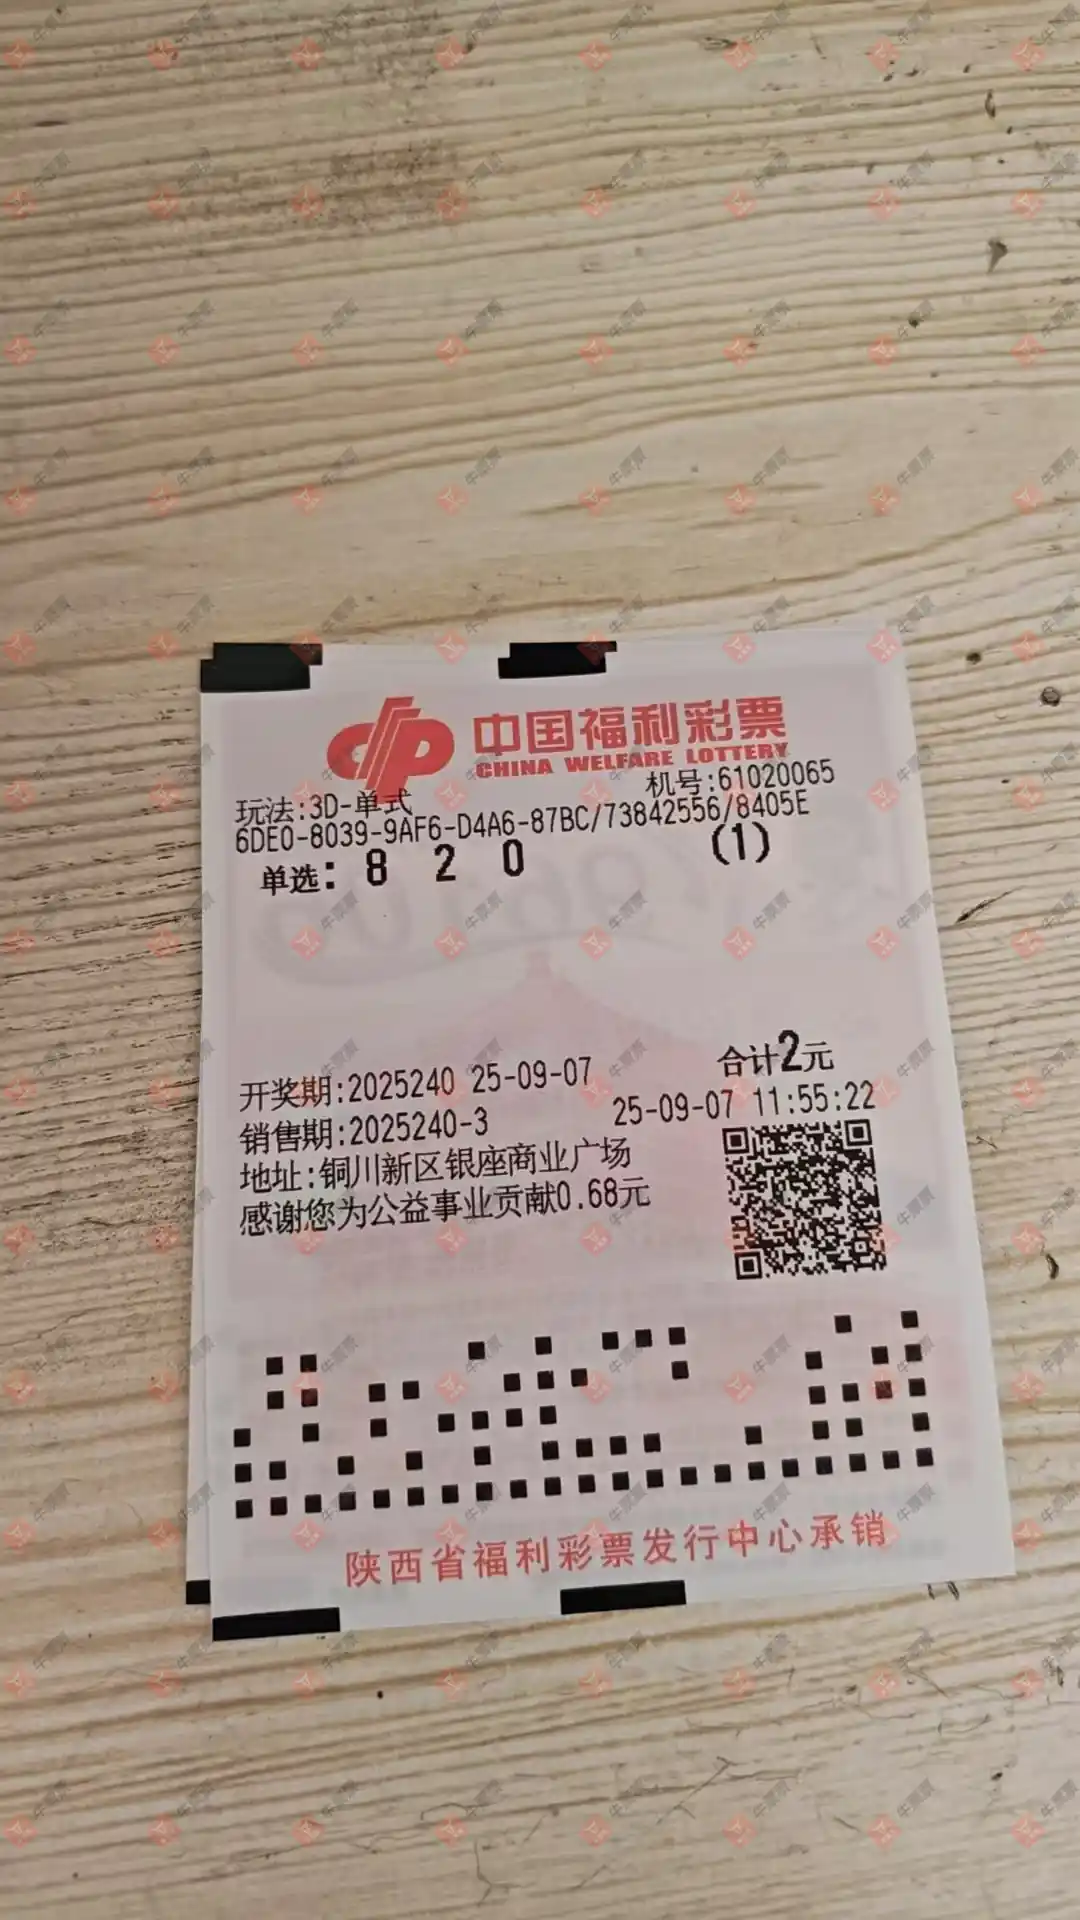 中国福利彩票
CHINA WELFARE LOTTERY
玩法:3D-单式 机号:61020065
6DE0-8039-9AF6-D4A6-87BC/73842556/8405E
单选: 8 2 0 (1)
合计2元
开奖期:2025240 25-09-07
销售期:2025240-3 25-09-07 11:55:22
地址:铜川新区银座商业广场
感谢您为公益事业贡献0.68元
陕西省福利彩票发行中心承销
牛票票